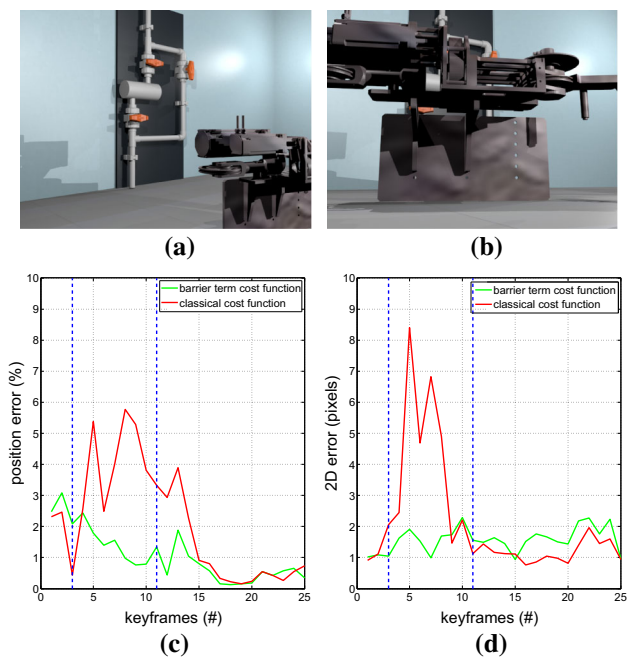 (a)
(b)
10
9
8
7
6
5
4
3
2
1
0
0
5
10
15
20
25
position error (%)
keyframes (#)
barrier term cost function
classical cost function
(c)
10
9
8
7
6
5
4
3
2
1
0
0
5
10
15
20
25
2D error (pixels)
keyframes (#)
barrier term cost function
classical cost function
(d)